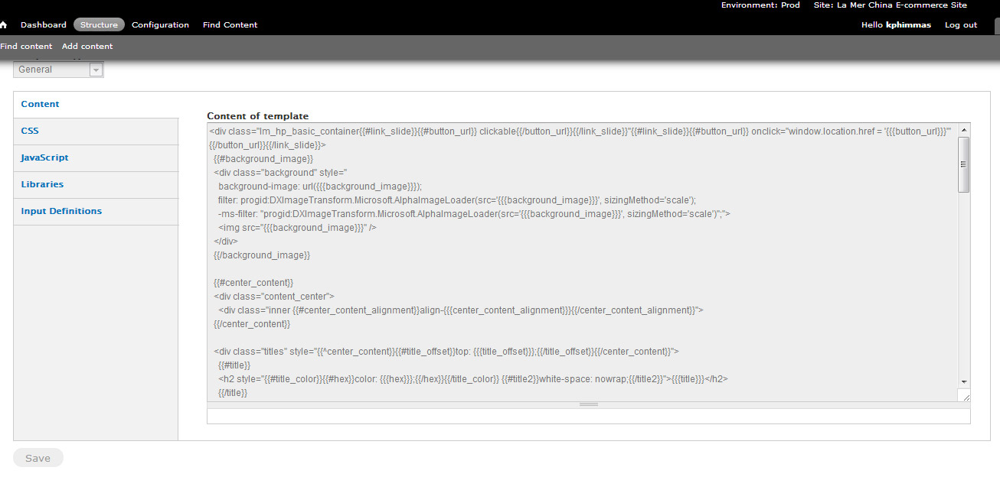 Environment: Prod Site: La Mer China E-commerce Site
Dashboard Structure Configuration Find Content Hello kphimmas Log out
Find content Add content
General
Content
CSS
JavaScript
Libraries
Input Definitions
Content of template
<div class="lm_hp_basic_container{{#link_slide}}{{#button_url}} clickable{{/button_url}}{{/link_slide}}"{{#link_slide}}{{#button_url}} onclick="window.location.href = '{{{button_url}}}'"
{{/button_url}}{{/link_slide}}>
{{#background_image}}
<div class="background" style="
background-image: url({{{background_image}}});
filter: progid:DXImageTransform.Microsoft.AlphaImageLoader(src='{{{background_image}}}', sizingMethod='scale');
-ms-filter: "progid:DXImageTransform.Microsoft.AlphaImageLoader(src='{{{background_image}}}', sizingMethod='scale')";">
<img src="{{{background_image}}}" />
</div>
{{/background_image}}
{{#center_content}}
<div class="content_center">
<div class="inner {{#center_content_alignment}}align-{{{center_content_alignment}}}{{/center_content_alignment}}">
{{/center_content}}
<div class="titles" style="{{^center_content}}{{#title_offset}}top: {{{title_offset}}};{{/title_offset}}{{/center_content}}">
{{#title}}
<h2 style="{{#title_color}}{{#hex}}color: {{{hex}}};{{/hex}}{{/title_color}} {{#title2}}white-space: nowrap;{{/title2}}">{{{title}}}</h2>
{{/title}}
Save